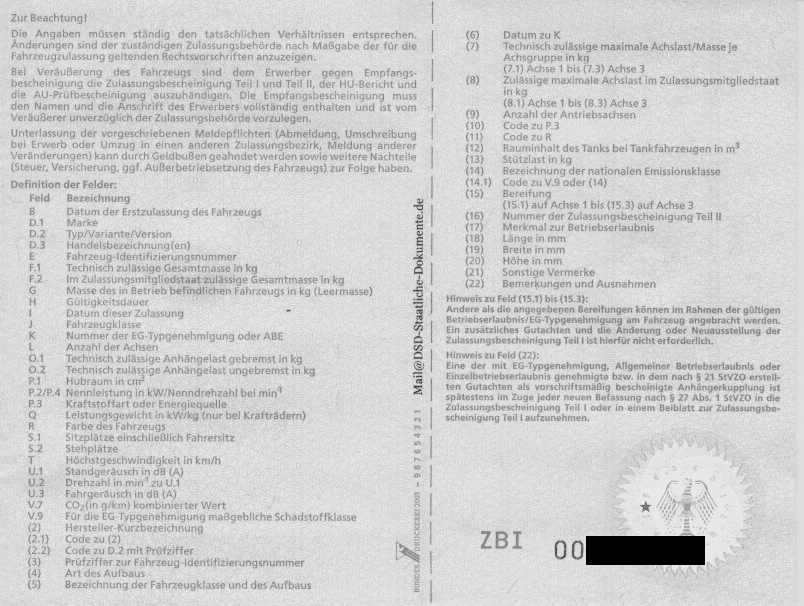 Zur Beachtung!
Die Angaben müssen ständig den tatsächlichen Verhältnissen entsprechen.
Änderungen sind der zuständigen Zulassungsbehörde nach Maßgabe der für die
Fahrzeugzulassung geltenden Rechtsvorschriften anzuzeigen.
Bei Veräußerung des Fahrzeugs sind dem Erwerber gegen Empfangs-
bescheinigung die Zulassungsbescheinigung Teil I und Teil II, der HU-Bericht und
die AU-Prüfbescheinigung auszuhändigen. Die Empfangsbescheinigung muss
den Namen und die Anschrift des Erwerbers vollständig enthalten und ist vom
Veräußerer unverzüglich der Zulassungsbehörde vorzulegen.
Unterlassung der vorgeschriebenen Meldepflichten (Abmeldung, Umschreibung
bei Erwerb oder Umzug in einen anderen Zulassungsbezirk, Meldung anderer
Veränderungen) kann durch Geldbußen geahndet werden sowie weitere Nachteile
(Steuer, Versicherung, ggf. Außerbetriebsetzung des Fahrzeugs) zur Folge haben.
Definition der Felder:
Feld Bezeichnung
B Datum der Erstzulassung des Fahrzeugs
D.1 Marke
D.2 Typ/Variante/Version
D.3 Handelsbezeichnung(en)
E Fahrzeug-Identifizierungsnummer
F.1 Technisch zulässige Gesamtmasse in kg
F.2 Im Zulassungsmitgliedstaat zulässige Gesamtmasse in kg
G Masse des in Betrieb befindlichen Fahrzeugs in kg (Leermasse)
H Gültigkeitsdauer
I Datum dieser Zulassung
J Fahrzeugklasse
K Nummer der EG-Typgenehmigung oder ABE
L Anzahl der Achsen
O.1 Technisch zulässige Anhängelast gebremst in kg
O.2 Technisch zulässige Anhängelast ungebremst in kg
P.1 Hubraum in cm³
P.2/P.4 Nennleistung in kW/Nenndrehzahl bei min⁻¹
P.3 Kraftstoffart oder Energiequelle
Q Leistungsgewicht in kW/kg (nur bei Krafträdern)
R Farbe des Fahrzeugs
S.1 Sitzplätze einschließlich Fahrersitz
S.2 Stehplätze
T Höchstgeschwindigkeit in km/h
U.1 Standgeräusch in dB (A)
U.2 Drehzahl in min⁻¹ zu U.1
U.3 Fahrgeräusch in dB (A)
V.7 CO₂(in g/km) kombinierter Wert
V.9 Für die EG-Typgenehmigung maßgebliche Schadstoffklasse
(2) Hersteller-Kurzbezeichnung
(2.1) Code zu (2)
(2.2) Code zu D.2 mit Prüfziffer
(3) Prüfziffer zur Fahrzeug-Identifizierungsnummer
(4) Art des Aufbaus
(5) Bezeichnung der Fahrzeugklasse und des Aufbaus
Mail@DSD-Staatliche-Dokumente.de
BUNDESDRUCKEREI 2005 – 9 8 7 6 5 4 3 2 1
(6) Datum zu K
(7) Technisch zulässige maximale Achslast/Masse je
Achsgruppe in kg
(7.1) Achse 1 bis (7.3) Achse 3
(8) Zulässige maximale Achslast im Zulassungsmitgliedstaat
in kg
(8.1) Achse 1 bis (8.3) Achse 3
(9) Anzahl der Antriebsachsen
(10) Code zu P.3
(11) Code zu R
(12) Rauminhalt des Tanks bei Tankfahrzeugen in m³
(13) Stützlast in kg
(14) Bezeichnung der nationalen Emissionsklasse
(14.1) Code zu V.9 oder (14)
(15) Bereifung
(15.1) auf Achse 1 bis (15.3) auf Achse 3
(16) Nummer der Zulassungsbescheinigung Teil II
(17) Merkmal zur Betriebserlaubnis
(18) Länge in mm
(19) Breite in mm
(20) Höhe in mm
(21) Sonstige Vermerke
(22) Bemerkungen und Ausnahmen
Hinweis zu Feld (15.1) bis (15.3):
Andere als die angegebenen Bereifungen können im Rahmen der gültigen
Betriebserlaubnis/EG-Typgenehmigung am Fahrzeug angebracht werden.
Ein zusätzliches Gutachten und die Änderung oder Neuausstellung der
Zulassungsbescheinigung Teil I ist hierfür nicht erforderlich.
Hinweis zu Feld (22):
Eine der mit EG-Typgenehmigung, Allgemeiner Betriebserlaubnis oder
Einzelbetriebserlaubnis genehmigte bzw. in dem nach § 21 StVZO erstell-
ten Gutachten als vorschriftsmäßig bescheinigte Anhängerkupplung ist
spätestens im Zuge jeder neuen Befassung nach § 27 Abs. 1 StVZO in die
Zulassungsbescheinigung Teil I oder in einem Beiblatt zur Zulassungsbe-
scheinigung Teil I aufzunehmen.
ZBI 00